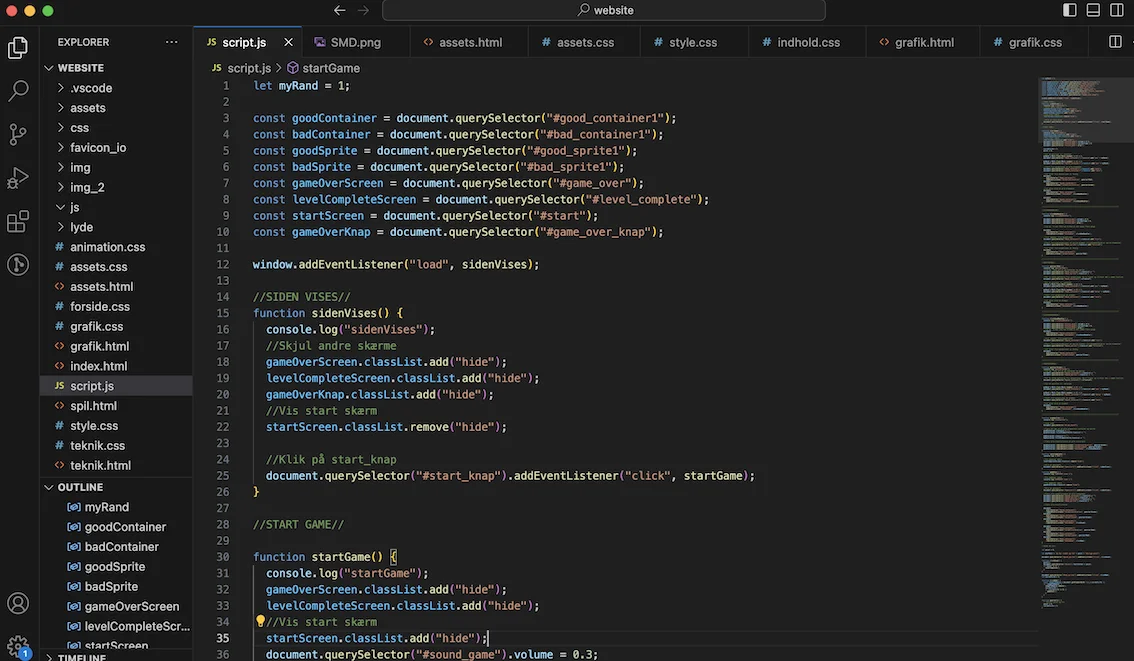 website
EXPLORER
WEBSITE
.vscode
assets
css
favicon_io
img
img_2
js
lyde
# animation.css
# assets.css
<> assets.html
# forside.css
# grafik.css
<> grafik.html
<> index.html
JS script.js
<> spil.html
# style.css
# teknik.css
<> teknik.html
OUTLINE
myRand
goodContainer
badContainer
goodSprite
badSprite
gameOverScreen
levelCompleteScr...
startScreen
TIMELINE
1
JS script.js × SMD.png <> assets.html # assets.css # style.css # indhold.css <> grafik.html # grafik.css
JS script.js > startGame
1 let myRand = 1;
2
3 const goodContainer = document.querySelector("#good_container1");
4 const badContainer = document.querySelector("#bad_container1");
5 const goodSprite = document.querySelector("#good_sprite1");
6 const badSprite = document.querySelector("#bad_sprite1");
7 const gameOverScreen = document.querySelector("#game_over");
8 const levelCompleteScreen = document.querySelector("#level_complete");
9 const startScreen = document.querySelector("#start");
10 const gameOverKnap = document.querySelector("#game_over_knap");
11
12 window.addEventListener("load", sidenVises);
13
14 //SIDEN VISES//
15 function sidenVises() {
16 console.log("sidenVises");
17 //Skjul andre skærme
18 gameOverScreen.classList.add("hide");
19 levelCompleteScreen.classList.add("hide");
20 gameOverKnap.classList.add("hide");
21 //Vis start skærm
22 startScreen.classList.remove("hide");
23
24 //Klik på start_knap
25 document.querySelector("#start_knap").addEventListener("click", startGame);
26 }
27
28 //START GAME//
29
30 function startGame() {
31 console.log("startGame");
32 gameOverScreen.classList.add("hide");
33 levelCompleteScreen.classList.add("hide");
34 //Vis start skærm
35 startScreen.classList.add("hide");
36 document.querySelector("#sound_game").volume = 0.3;